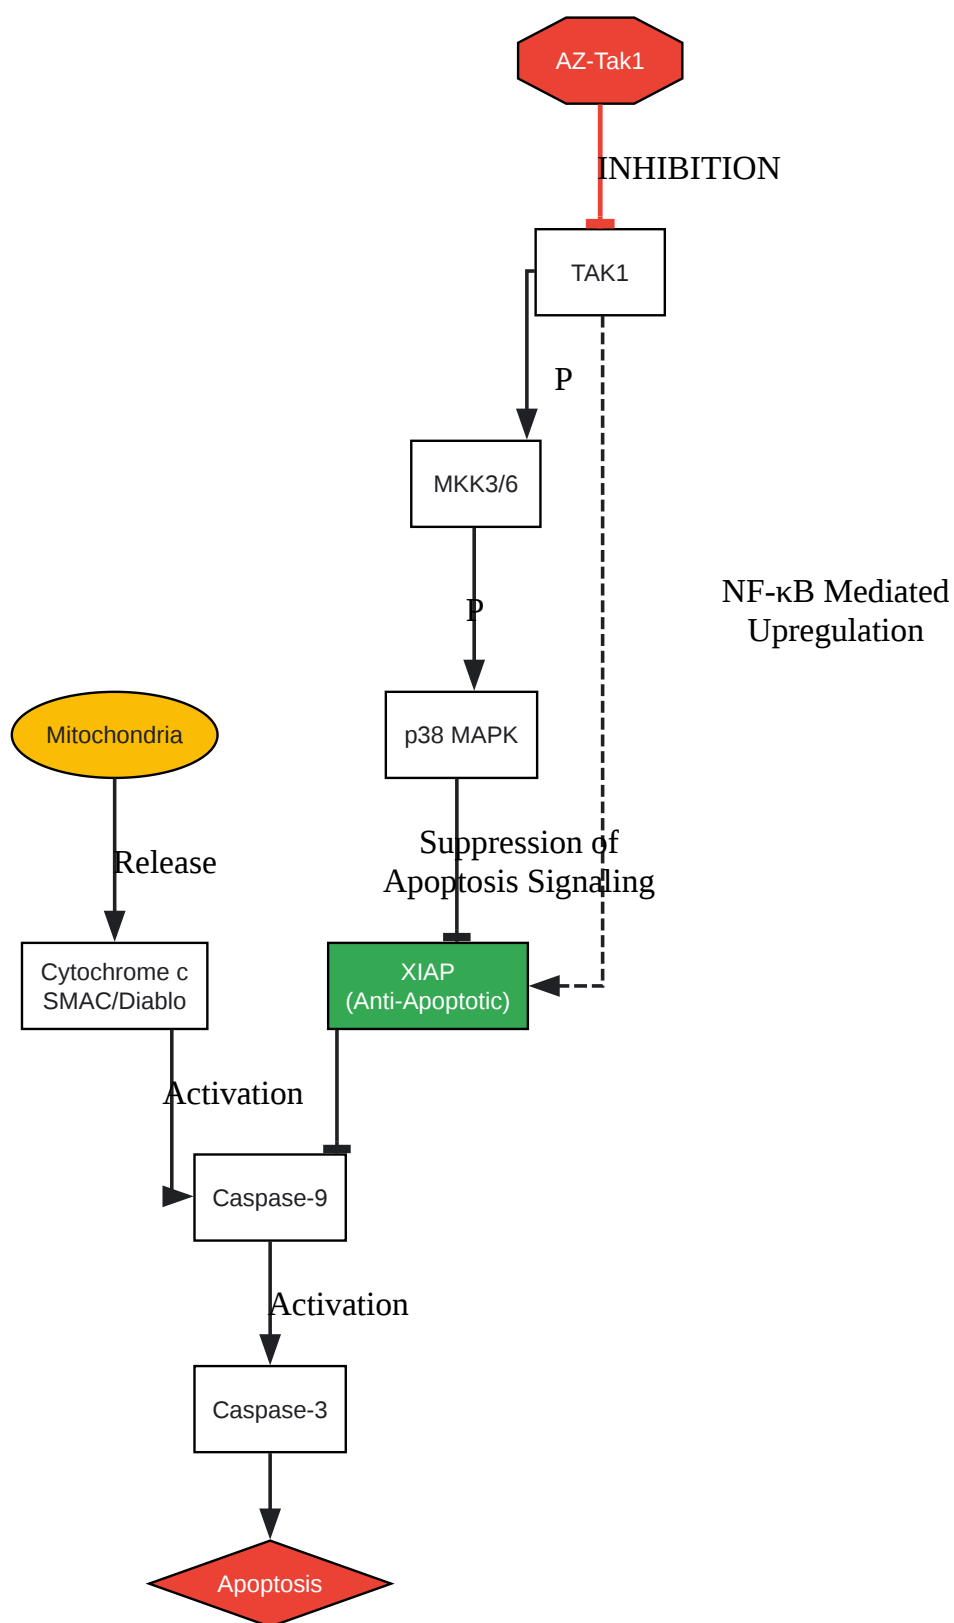 AZ-Tak1
INHIBITION
TAK1
P
MKK3/6
P
NF-κB Mediated
Upregulation
Mitochondria
p38 MAPK
Release
Suppression of
Apoptosis Signaling
Cytochrome c
SMAC/Diablo
XIAP
(Anti-Apoptotic)
Activation
Caspase-9
Activation
Caspase-3
Apoptosis